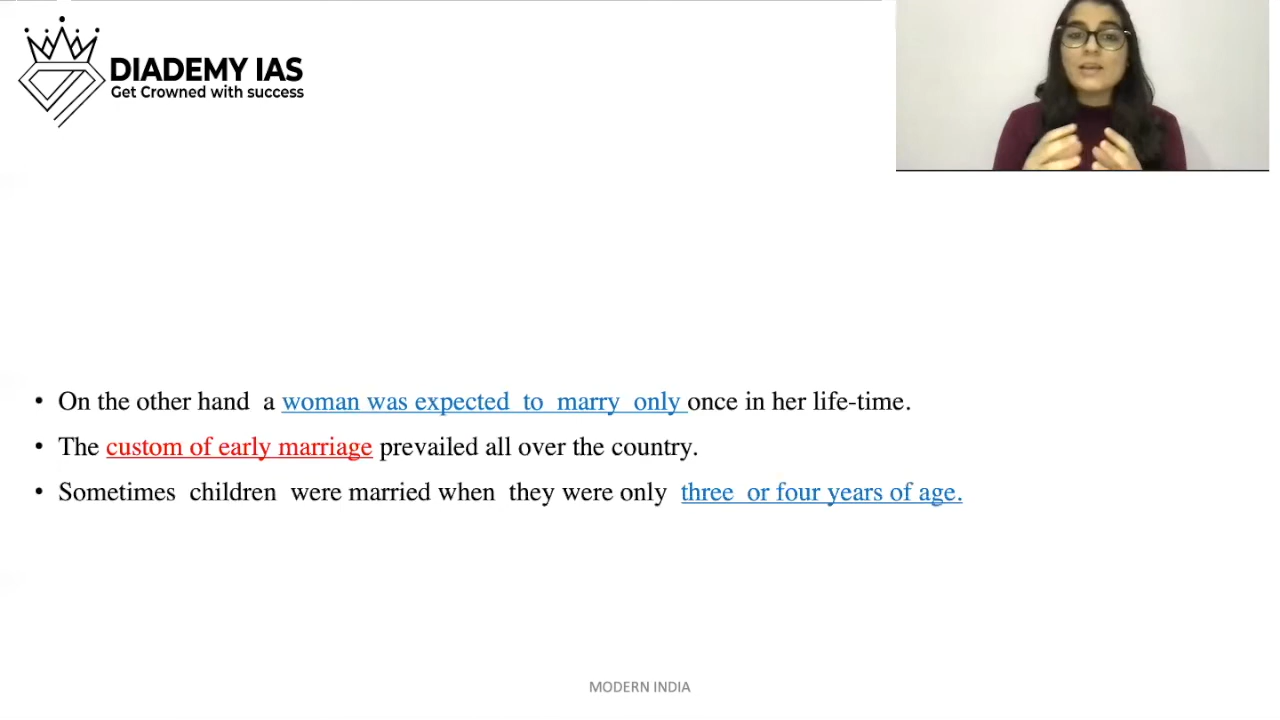 DIADEMY IAS
Get Crowned with success
• On the other hand a woman was expected to marry only once in her life-time.
• The custom of early marriage prevailed all over the country.
• Sometimes children were married when they were only three or four years of age.
MODERN INDIA